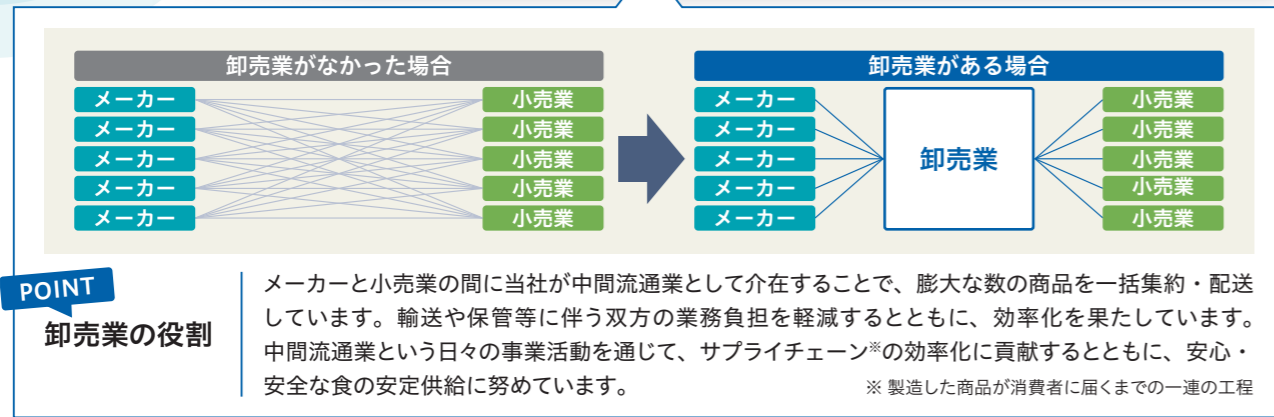 卸売業がなかった場合
メーカー 小売業
メーカー 小売業
メーカー 小売業
メーカー 小売業
メーカー 小売業
卸売業がある場合
メーカー 小売業
メーカー 小売業
メーカー 卸売業 小売業
メーカー 小売業
メーカー 小売業
POINT
卸売業の役割
メーカーと小売業の間に当社が中間流通業として介在することで、膨大な数の商品を一括集約・配送
しています。輸送や保管等に伴う双方の業務負担を軽減するとともに、効率化を果たしています。
中間流通業という日々の事業活動を通じて、サプライチェーン※の効率化に貢献するとともに、安心・
安全な食の安定供給に努めています。
※ 製造した商品が消費者に届くまでの一連の工程